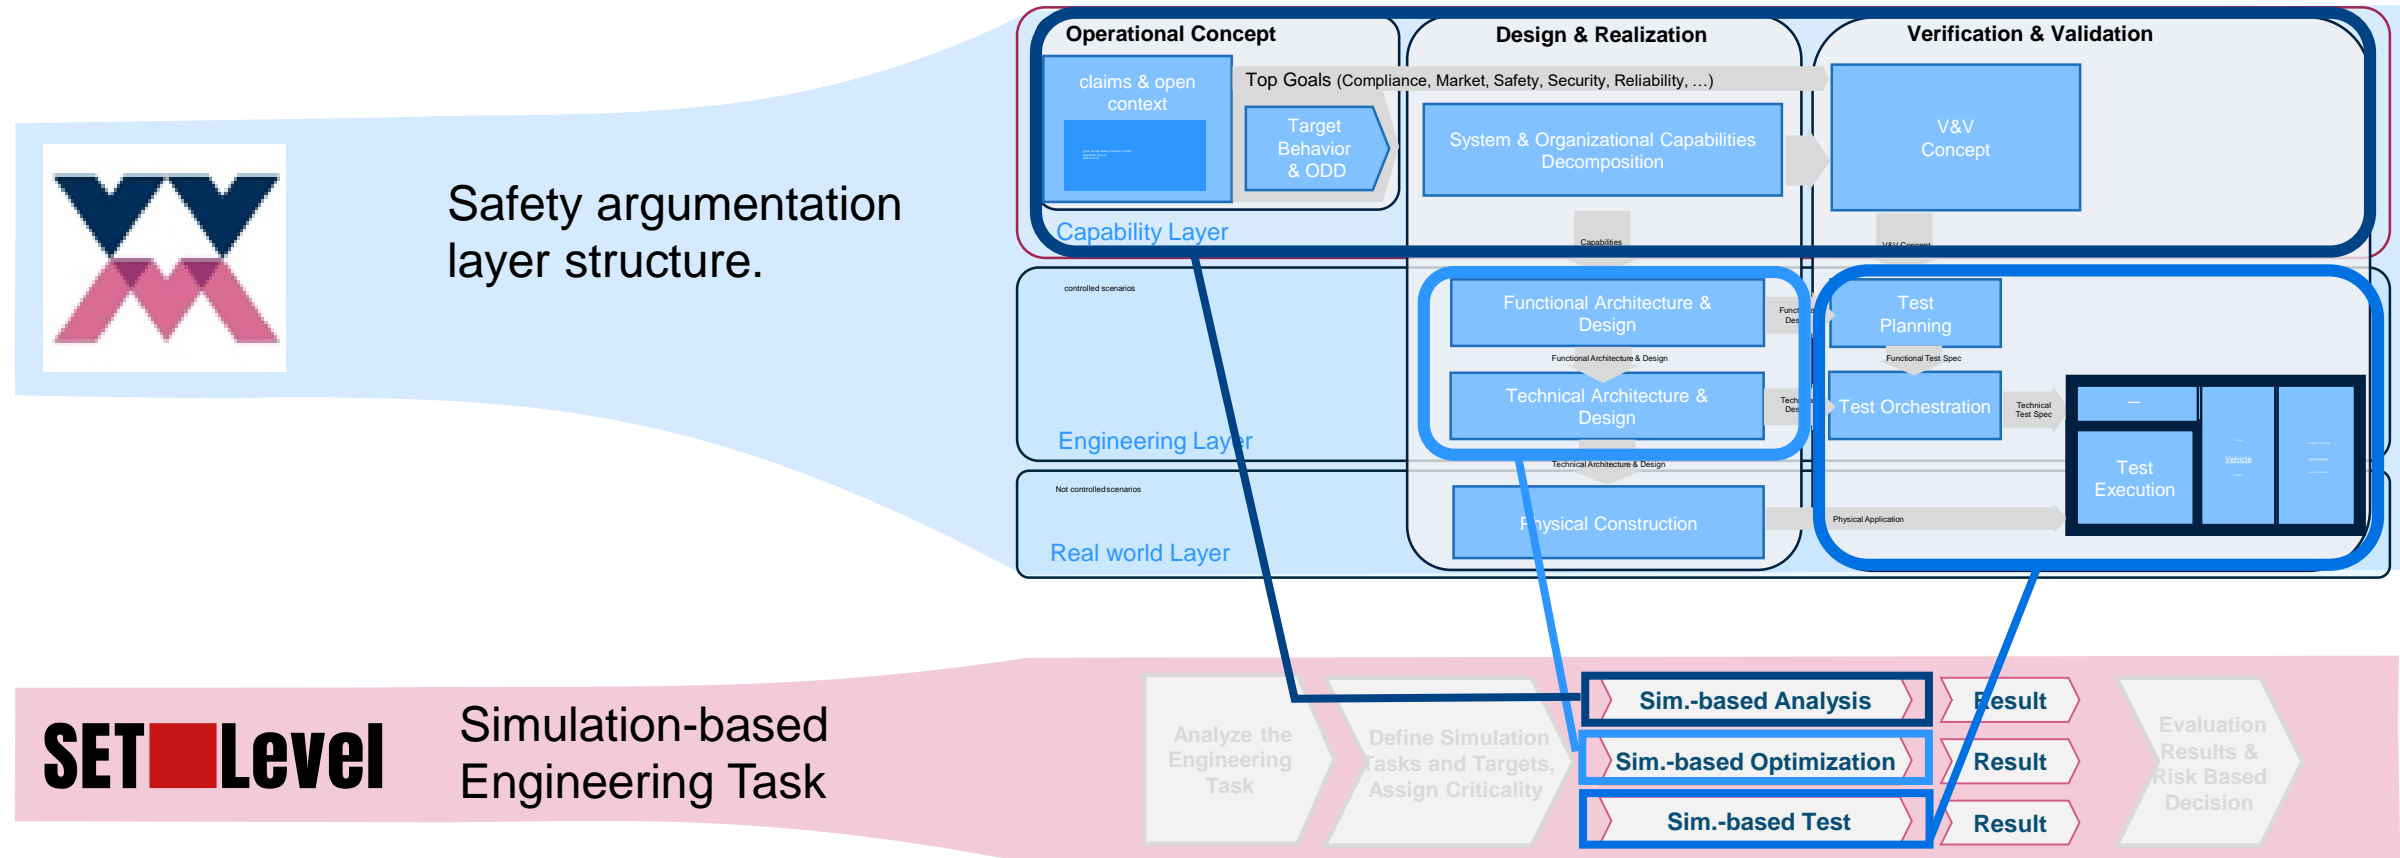 Operational Concept
Design & Realization
Verification & Validation
claims & open
context
Top Goals (Compliance, Market, Safety, Security, Reliability, …)
Target
Behavior
& ODD
System & Organizational Capabilities
Decomposition
V&V
Concept
Safety argumentation
layer structure.
Capability Layer
Capabilities
V&V Concept
controlled scenarios
Functional Architecture &
Design
Test
Planning
Functional Architecture & Design
Functional Test Spec
Technical Architecture &
Design
Test Orchestration
Technical
Test Spec
Engineering Layer
Technical Architecture & Design
Vehicle
Test
Execution
Not controlled scenarios
Physical Construction
Physical Application
Real world Layer
SET Level
Simulation-based
Engineering Task
Analyze the
Engineering
Task
Define Simulation
Tasks and Targets,
Assign Criticality
Sim.-based Analysis
Result
Sim.-based Optimization
Result
Sim.-based Test
Result
Evaluation
Results &
Risk Based
Decision